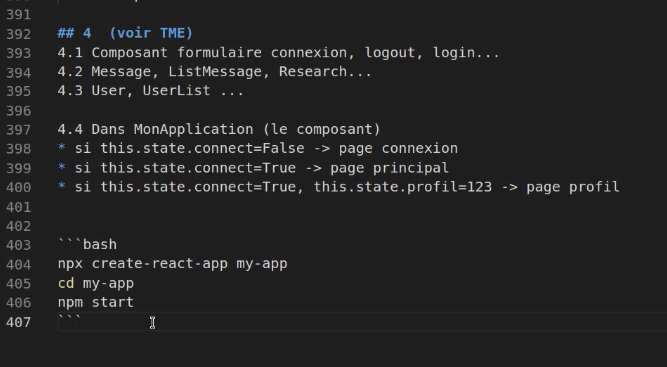 391
392 ## 4  (voir TME)
393 4.1 Composant formulaire connexion, logout, login...
394 4.2 Message, ListMessage, Research...
395 4.3 User, UserList ...
396
397 4.4 Dans MonApplication (le composant)
398 * si this.state.connect=False -> page connexion
399 * si this.state.connect=True -> page principal
400 * si this.state.connect=True, this.state.profil=123 -> page profil
401
402
403 ```bash
404 npx create-react-app my-app
405 cd my-app
406 npm start
407 ```